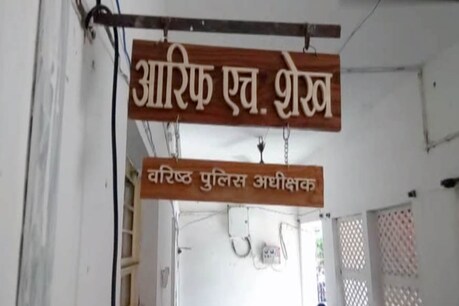 आरिफ एच. शेख
वरिष्ठ पुलिस अधीक्षक